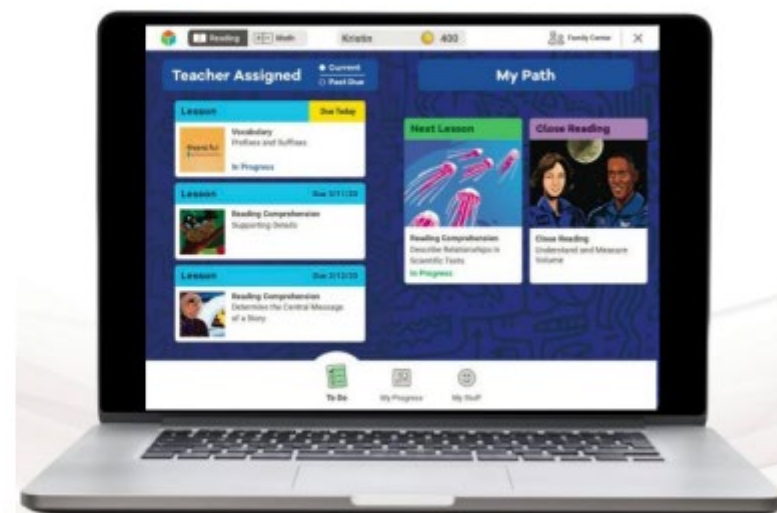 Reading
Math
Kristin
400
Family Center
Teacher Assigned
Current
Past Due
My Path
Lesson
Due Today
Vocabulary
Prefixes and Suffixes
In Progress
Lesson
Reading Comprehension
Supporting Details
Lesson
Reading Comprehension
Determine the Central Message
of a Story
Next Lesson
Reading Comprehension
Describe Relationships in
Scientific Texts
In Progress
Close Reading
Close Reading
Understand and Measure
Volume
To Do
My Progress
My Stuff